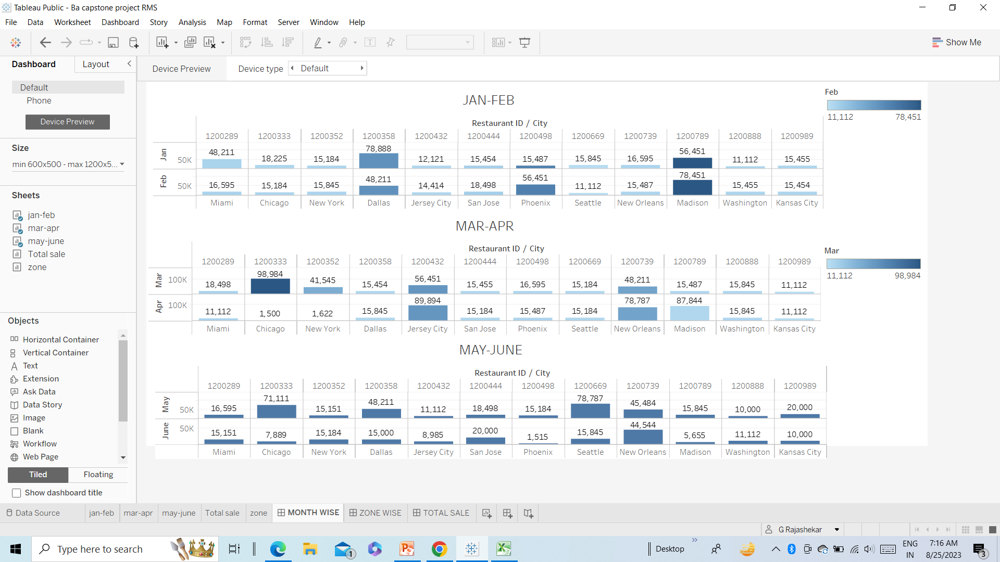 Tableau Public - Ba capstone project RMS
File Data Worksheet Dashboard Story Analysis Map Format Server Window Help
Show Me
Dashboard Layout
Default
Phone
Device Preview
Size
min 600x500 - max 1200x5...
Sheets
jan-feb
mar-apr
may-june
Total sale
zone
Objects
Horizontal Container
Vertical Container
Text
Extension
Ask Data
Data Story
Image
Blank
Workflow
Web Page
Tiled Floating
Show dashboard title
Device Preview Device type Default
JAN-FEB
Restaurant ID / City
1200289 1200333 1200352 1200358 1200432 1200444 1200498 1200669 1200739 1200789 1200888 1200989
Jan 50K 48,211 18,225 15,184 78,888 12,121 15,454 15,487 15,845 16,595 56,451 11,112 15,455
Feb 50K 16,595 15,184 15,845 48,211 14,414 18,498 56,451 11,112 15,487 78,451 15,455 15,454
Miami Chicago New York Dallas Jersey City San Jose Phoenix Seattle New Orleans Madison Washington Kansas City
Feb
11,112 78,451
MAR-APR
Restaurant ID / City
1200289 1200333 1200352 1200358 1200432 1200444 1200498 1200669 1200739 1200789 1200888 1200989
Mar 100K 18,498 98,984 41,545 15,454 56,451 15,455 16,595 15,184 48,211 15,487 15,845 11,112
Apr 100K 11,112 1,500 1,622 15,845 89,894 15,184 15,487 15,184 78,787 87,844 15,845 11,112
Miami Chicago New York Dallas Jersey City San Jose Phoenix Seattle New Orleans Madison Washington Kansas City
Mar
11,112 98,984
MAY-JUNE
Restaurant ID / City
1200289 1200333 1200352 1200358 1200432 1200444 1200498 1200669 1200739 1200789 1200888 1200989
May 50K 16,595 71,111 15,151 48,211 11,112 18,498 15,184 78,787 45,484 15,845 10,000 20,000
June 50K 15,151 7,889 15,184 15,000 8,985 20,000 1,515 15,845 44,544 5,655 11,112 10,000
Miami Chicago New York Dallas Jersey City San Jose Phoenix Seattle New Orleans Madison Washington Kansas City
Data Source jan-feb mar-apr may-june Total sale zone MONTH WISE ZONE WISE TOTAL SALE
G Rajashekar
Type here to search
1
Desktop
ENG
IN
7:16 AM
8/25/2023
3